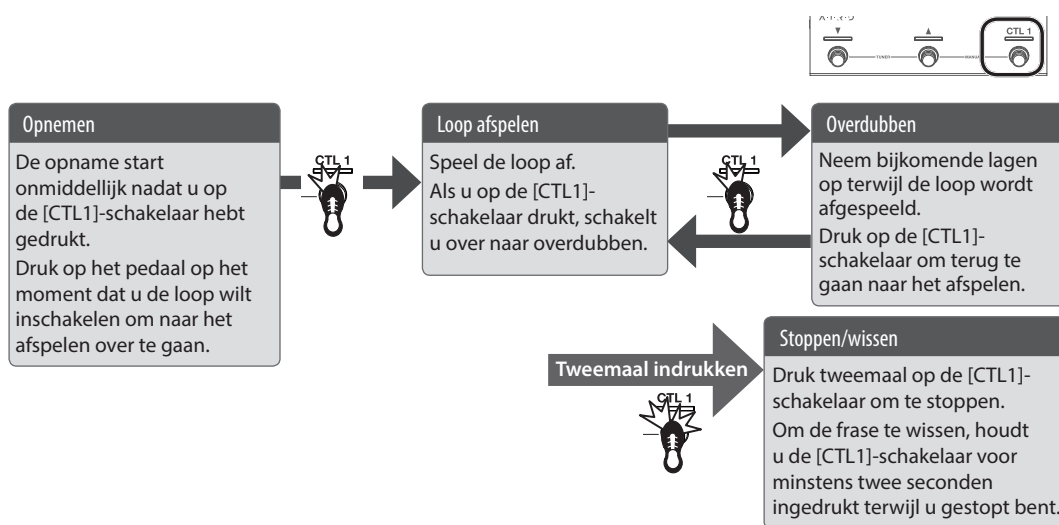 CTL 1
TUNER
Opnemen
De opname start
onmiddellijk nadat u op
de [CTL1]-schakelaar hebt
gedrukt.
Druk op het pedaal op het
moment dat u de loop wilt
inschakelen om naar het
afspelen over te gaan.
CTL 1
Loop afspelen
Speel de loop af.
Als u op de [CTL1]-
schakelaar drukt, schakelt
u over naar overdubben.
CTL 1
Overdubben
Neem bijkomende lagen
op terwijl de loop wordt
afgespeeld.
Druk op de [CTL1]-
schakelaar om terug te
gaan naar het afspelen.
Tweemaal indrukken
CTL 1
Stoppen/wissen
Druk tweemaal op de [CTL1]-
schakelaar om te stoppen.
Om de frase te wissen, houdt
u de [CTL1]-schakelaar voor
minstens twee seconden
ingedrukt terwijl u gestopt bent.